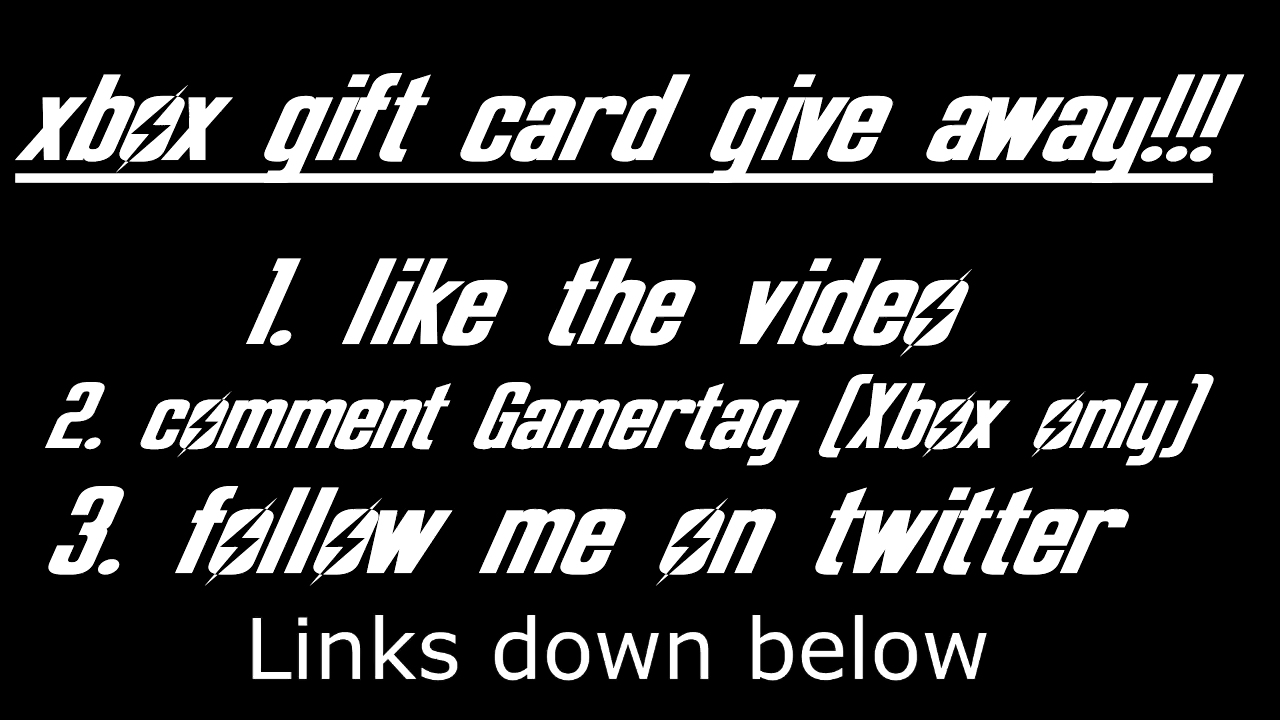 xbox gift card give away!!!
1. like the video
2. comment Gamertag (Xbox only)
3. follow me on twitter
Links down below